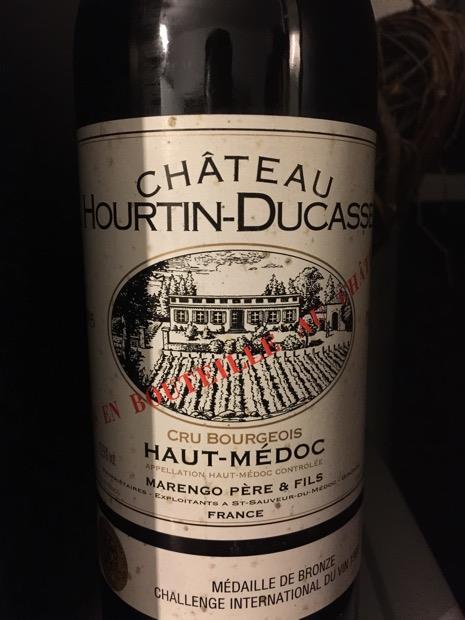 CHÂTEAU
HOURTIN-DUCASSE
EN BOUTEILLE AU
CRU BOURGEOIS
HAUT-MÉDOC
APPELLATION HAUT-MÉDOC CONTRÔLÉE
MARENGO PÈRE & FILS
- EXPLOITANTS A ST-SAUVEUR-DU-MÉDOC -
FRANCE
MÉDAILLE DE BRONZE
CHALLENGE INTERNATIONAL DU VIN